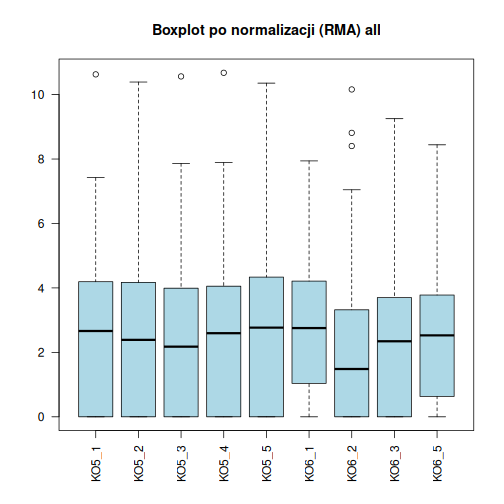 Boxplot po normalizacji (RMA) all
10
8
6
4
2
0
KO5_1
KO5_2
KO5_3
KO5_4
KO5_5
KO6_1
KO6_2
KO6_3
KO6_5